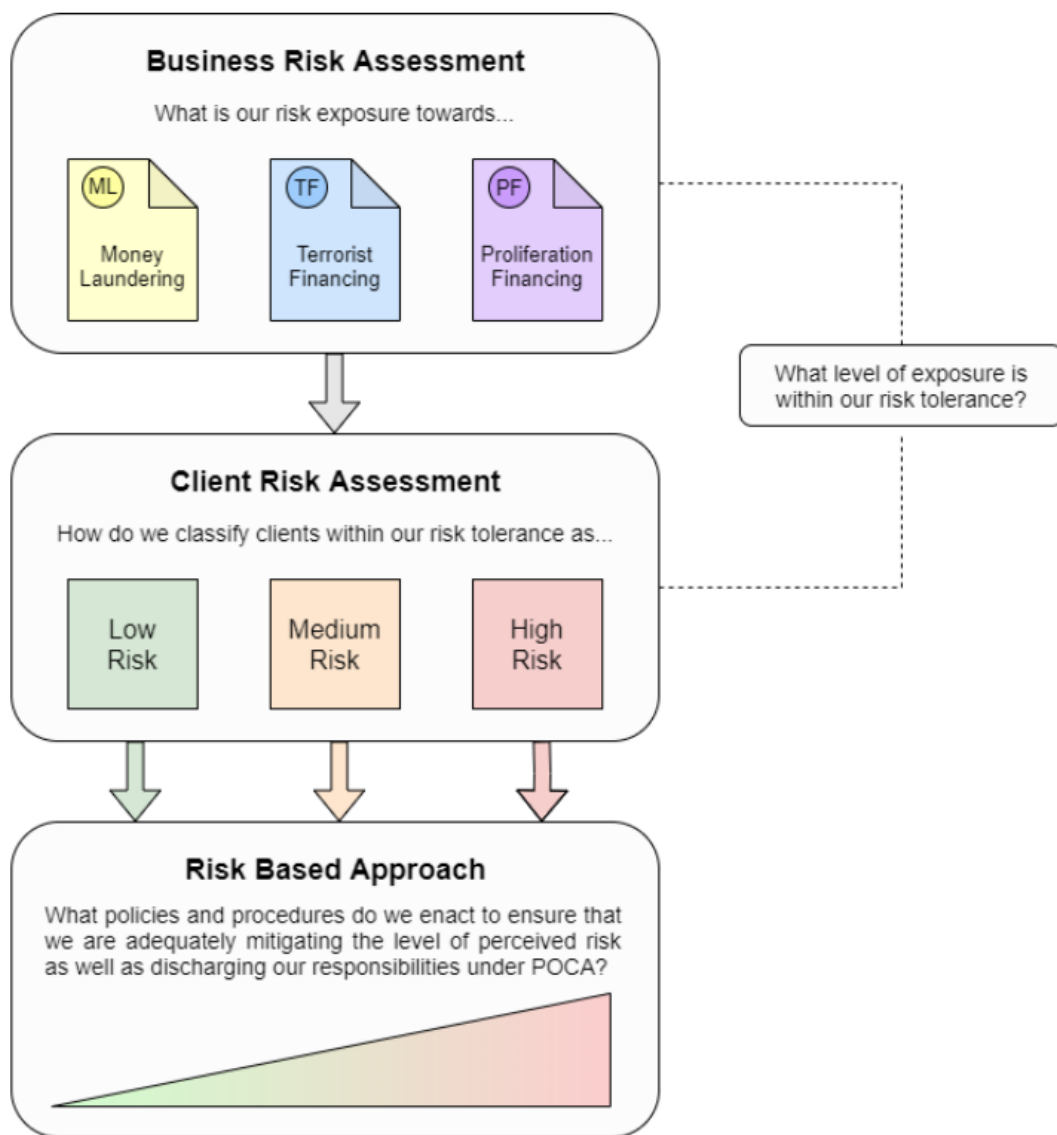 Business Risk Assessment
What is our risk exposure towards...
ML
Money
Laundering
TF
Terrorist
Financing
PF
Proliferation
Financing
What level of exposure is
within our risk tolerance?
Client Risk Assessment
How do we classify clients within our risk tolerance as...
Low
Risk
Medium
Risk
High
Risk
Risk Based Approach
What policies and procedures do we enact to ensure that
we are adequately mitigating the level of perceived risk
as well as discharging our responsibilities under POCA?